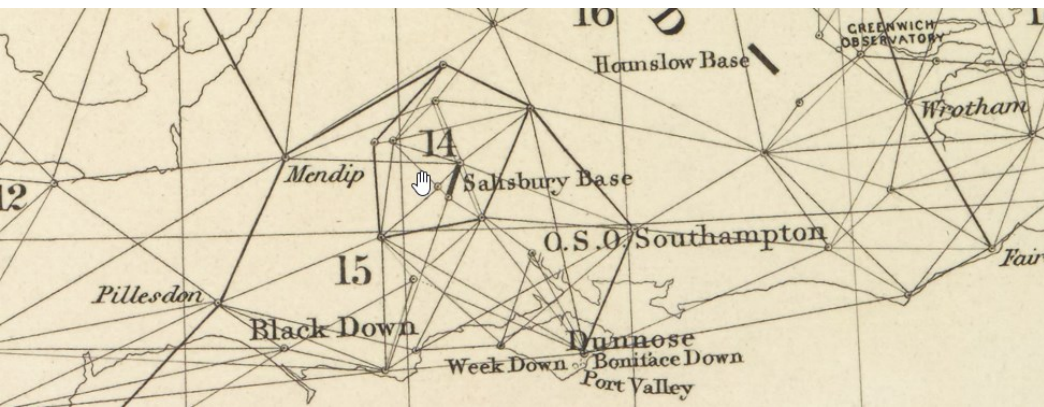 16
D
GREENWICH
OBSERVATORY
Hounslow Base
Wrotham
14
Mendip
12
Salisbury Base
O.S.O. Southampton
15
Fair
Pillesdon
Black Down
Dunnose
Week Down
Boniface Down
Port Valley